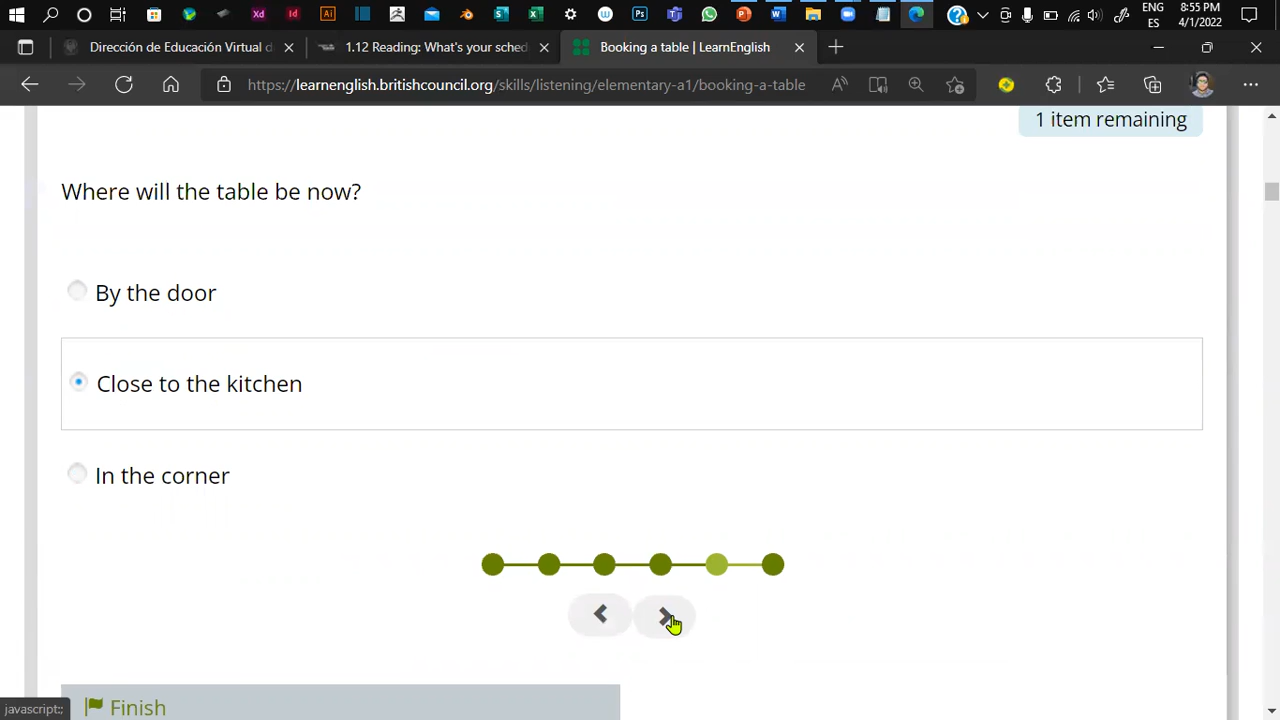 8:55 PM
ENG
ES
4/1/2022
Dirección de Educación Virtual d
1.12 Reading: What's your sched
Booking a table | LearnEnglish
https://learnenglish.britishcouncil.org/skills/listening/elementary-a1/booking-a-table
1 item remaining
Where will the table be now?
By the door
Close to the kitchen
In the corner
Finish
javascript:;